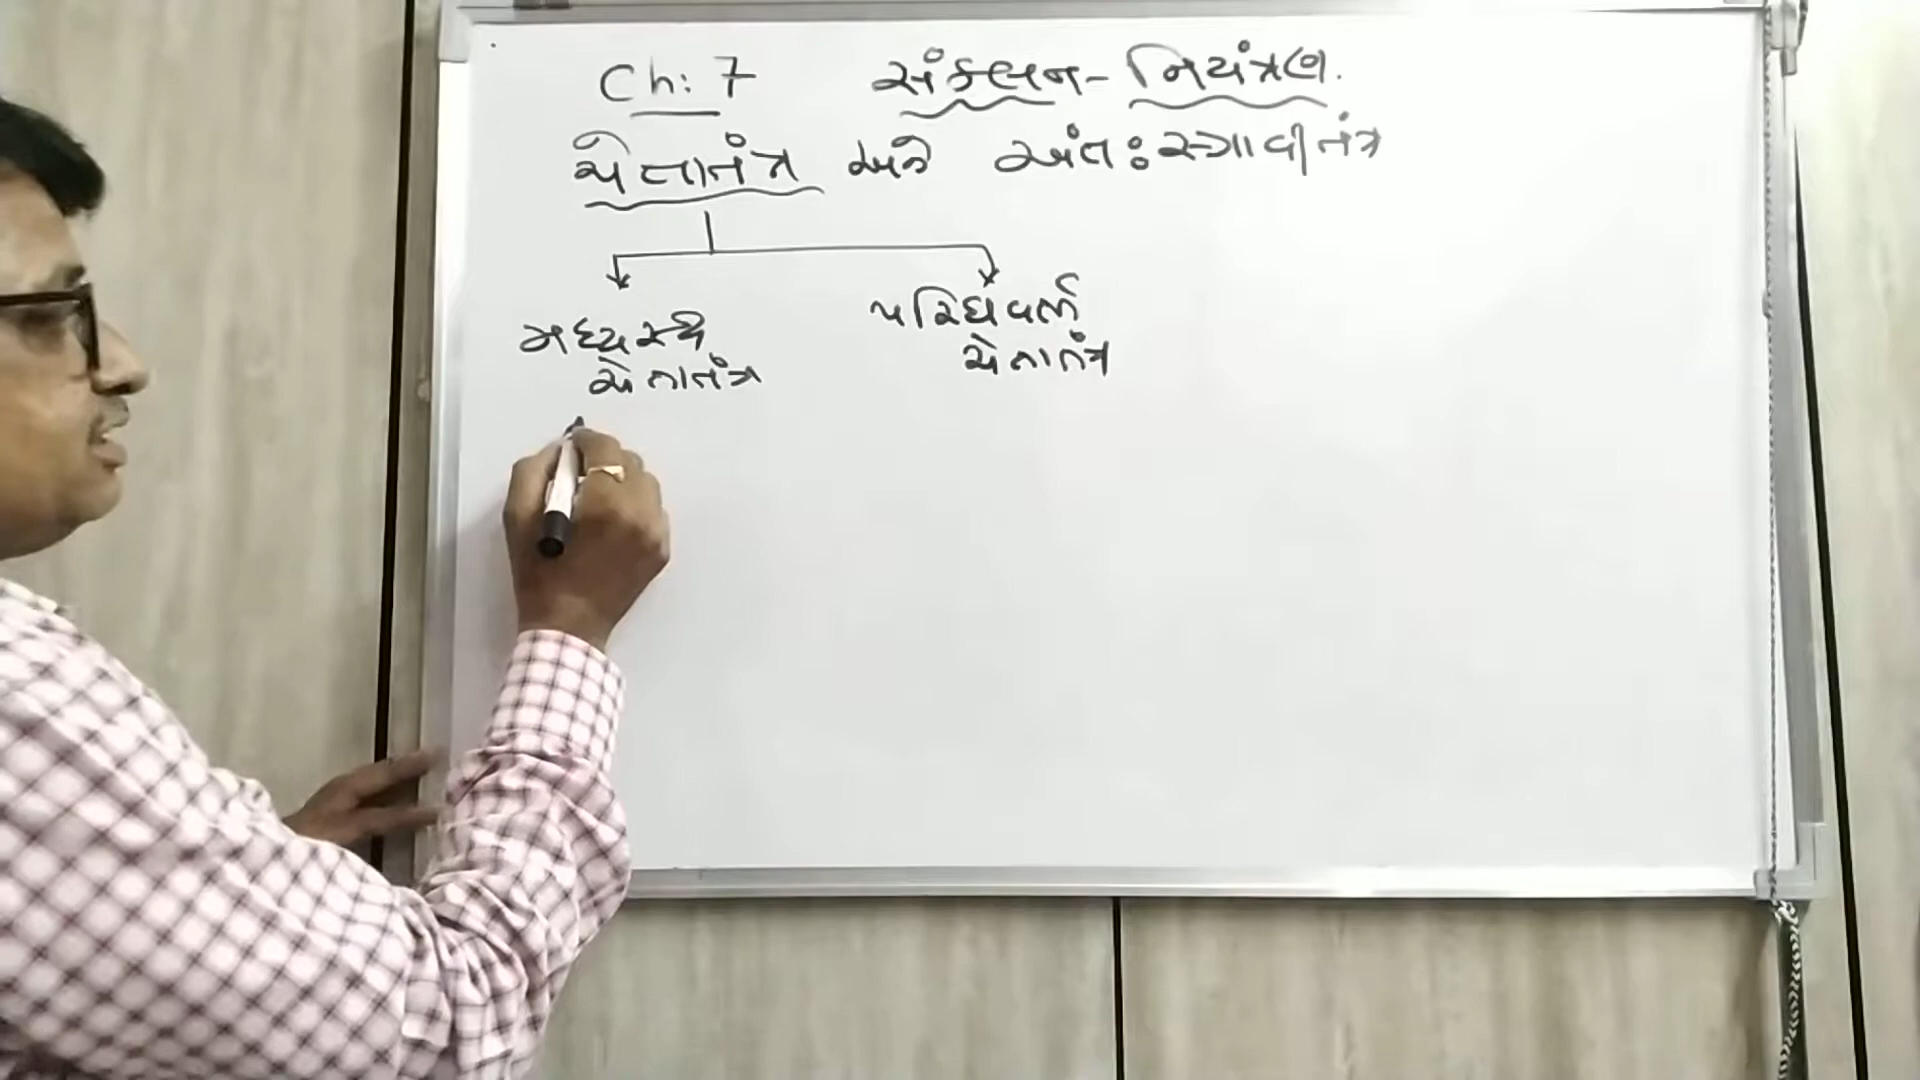 Ch: 7 સંકલન - નિયંત્રણ.
ચેતાતંત્ર અને અંતઃસ્ત્રાવીતંત્ર
મધ્યસ્થ
ચેતાતંત્ર
પરિઘવર્તી
ચેતાતંત્ર